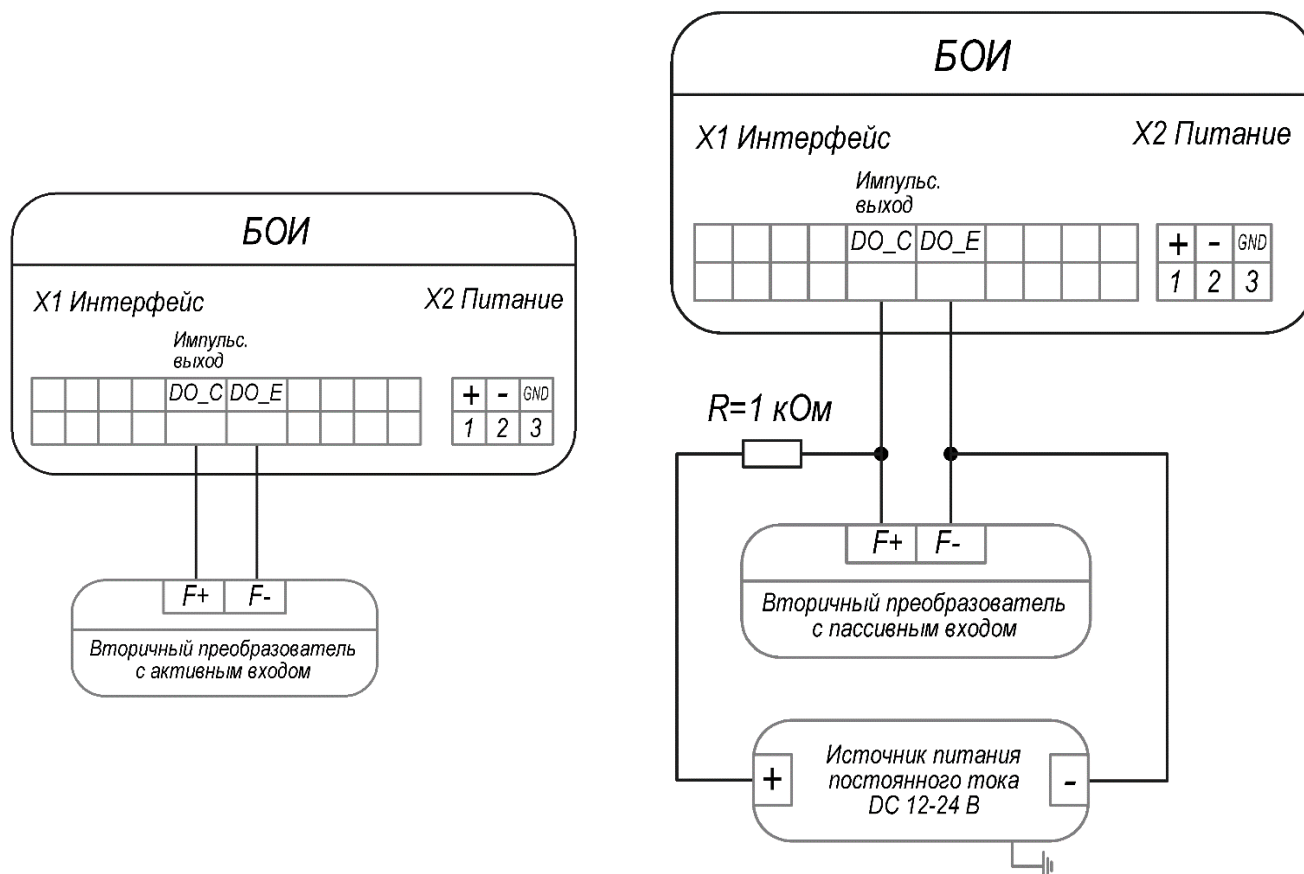 БОИ
X1 Интерфейс
X2 Питание
Импульс.
выход
DO_C DO_E
+ - GND
1 2 3
F+ F-
Вторичный преобразователь
с активным входом
БОИ
X1 Интерфейс
X2 Питание
Импульс.
выход
DO_C DO_E
+ - GND
1 2 3
R=1 кОм
F+ F-
Вторичный преобразователь
с пассивным входом
+ -
Источник питания
постоянного тока
DC 12-24 В